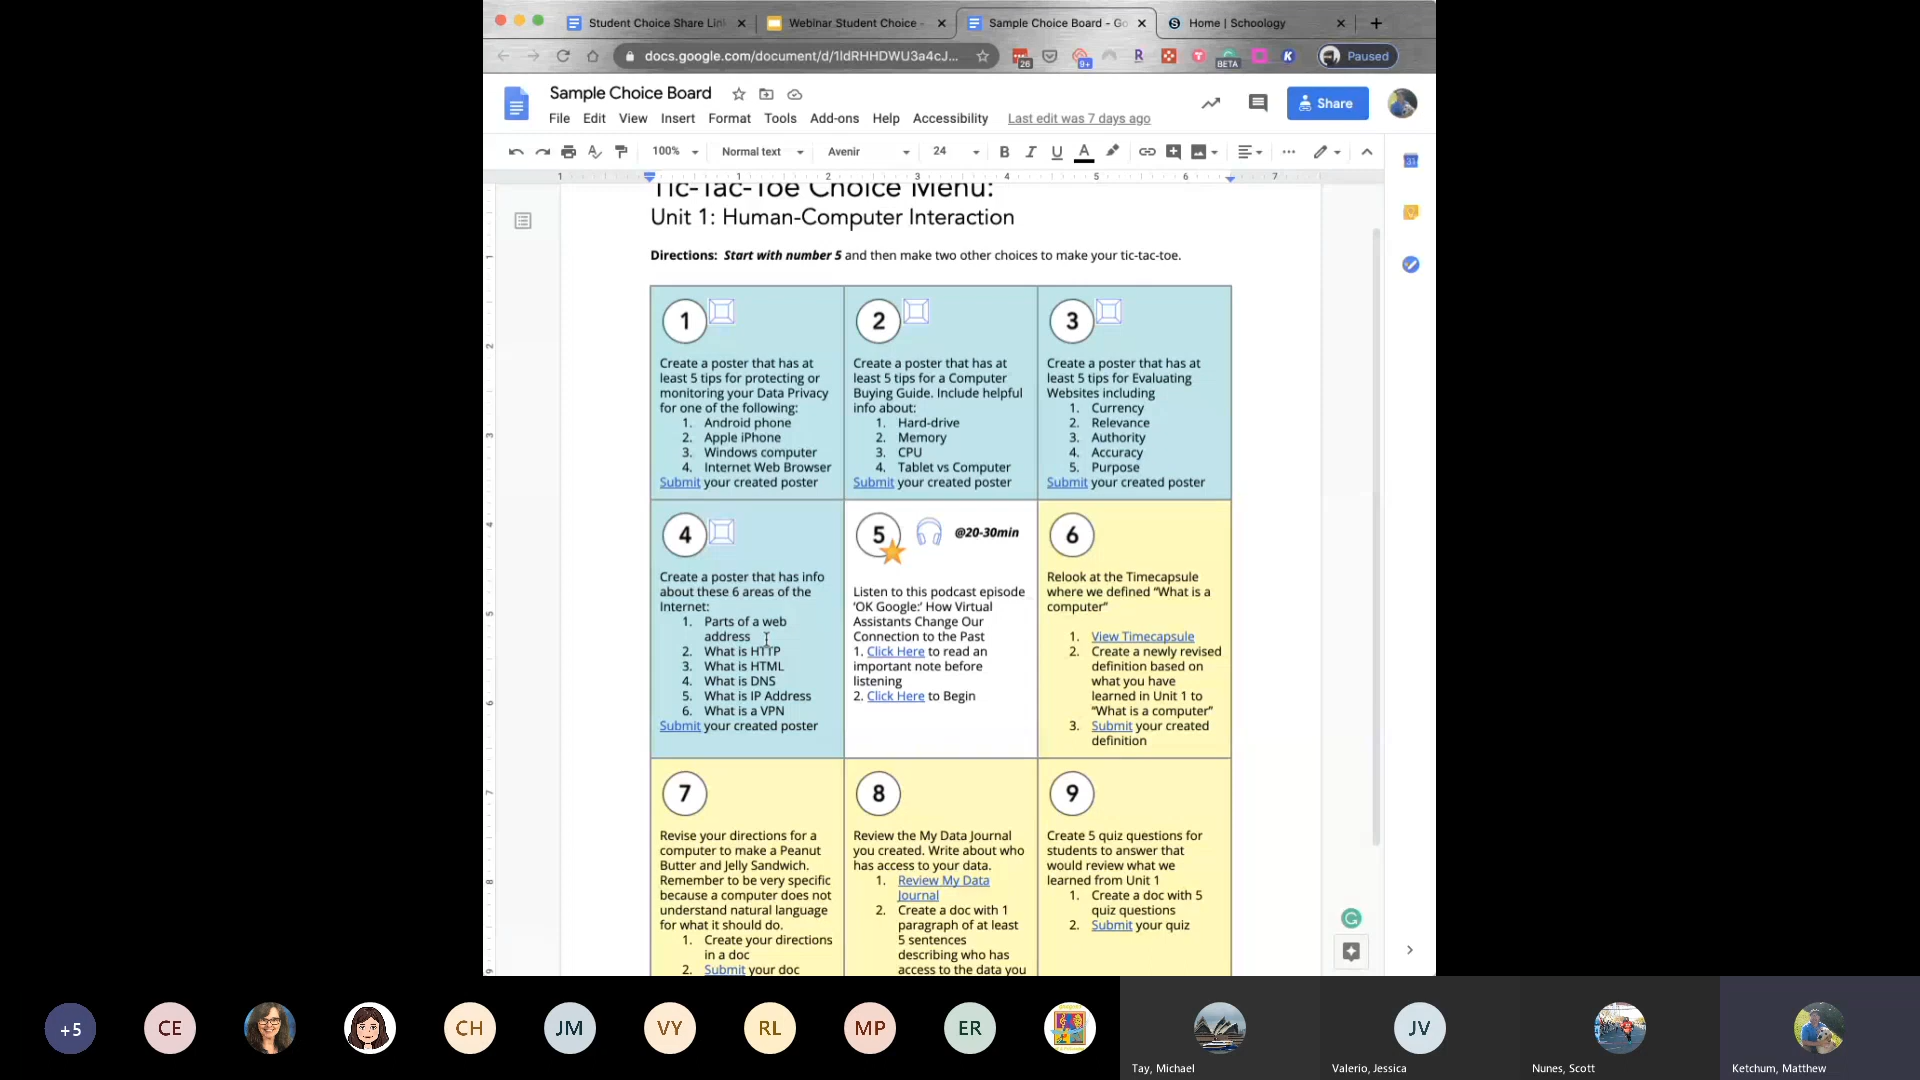 Student Choice Share Lin
Webinar Student Choice -
Sample Choice Board - Go
Home | Schoology
docs.google.com/document/d/1ldRHHDWU3a4cJ...
26
9+
BETA
Paused
Sample Choice Board
Share
File Edit View Insert Format Tools Add-ons Help Accessibility Last edit was 7 days ago
100% Normal text Avenir 24 B I U A
1 1 2 3 4 5 6 7
Tic-Tac-Toe Choice Menu:
Unit 1: Human-Computer Interaction
Directions: Start with number 5 and then make two other choices to make your tic-tac-toe.
1
Create a poster that has at
least 5 tips for protecting or
monitoring your Data Privacy
for one of the following:
1. Android phone
2. Apple iPhone
3. Windows computer
4. Internet Web Browser
Submit your created poster
2
Create a poster that has at
least 5 tips for a Computer
Buying Guide. Include helpful
info about:
1. Hard-drive
2. Memory
3. CPU
4. Tablet vs Computer
Submit your created poster
3
Create a poster that has at
least 5 tips for Evaluating
Websites including
1. Currency
2. Relevance
3. Authority
4. Accuracy
5. Purpose
Submit your created poster
4
Create a poster that has info
about these 6 areas of the
Internet:
1. Parts of a web
address
2. What is HTTP
3. What is HTML
4. What is DNS
5. What is IP Address
6. What is a VPN
Submit your created poster
5
@20-30min
Listen to this podcast episode
‘OK Google:’ How Virtual
Assistants Change Our
Connection to the Past
1. Click Here to read an
important note before
listening
2. Click Here to Begin
6
Relook at the Timecapsule
where we defined “What is a
computer”
1. View Timecapsule
2. Create a newly revised
definition based on
what you have
learned in Unit 1 to
“What is a computer”
3. Submit your created
definition
7
Revise your directions for a
computer to make a Peanut
Butter and Jelly Sandwich.
Remember to be very specific
because a computer does not
understand natural language
for what it should do.
1. Create your directions
in a doc
2. Submit your doc
8
Review the My Data Journal
you created. Write about who
has access to your data.
1. Review My Data
Journal
2. Create a doc with 1
paragraph of at least
5 sentences
describing who has
access to the data you
9
Create 5 quiz questions for
students to answer that
would review what we
learned from Unit 1
1. Create a doc with 5
quiz questions
2. Submit your quiz
+5 CE CH JM VY RL MP ER JV
Tay, Michael
Valerio, Jessica
Nunes, Scott
Ketchum, Matthew